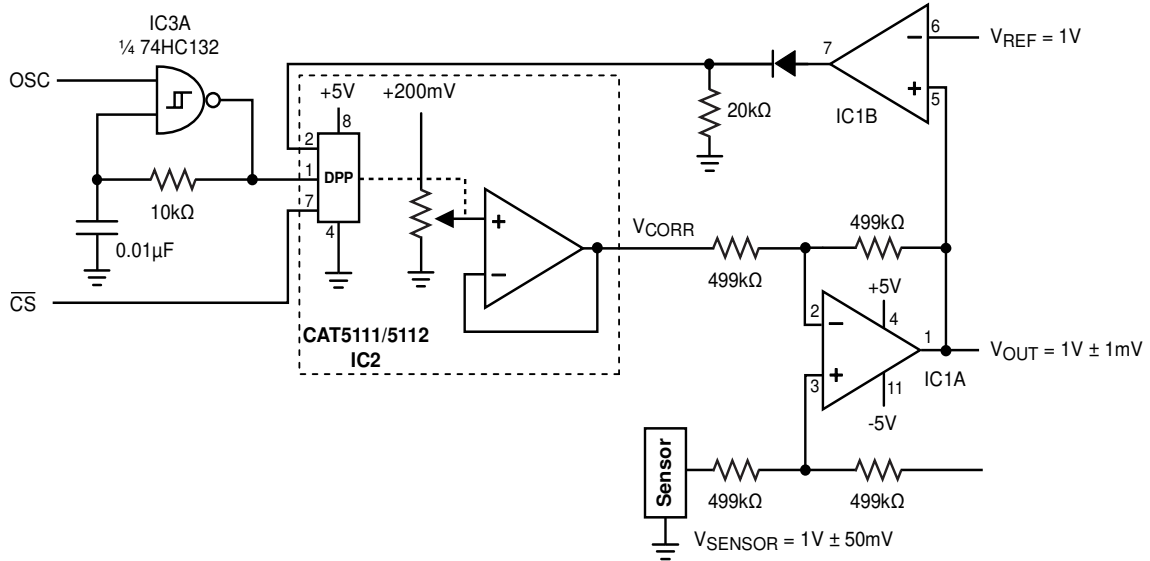 IC3A
¼ 74HC132
OSC
10kΩ
0.01µF
CS
+5V
+200mV
8
2
1
7
4
DPP
+
−
CAT5111/5112
IC2
VCORR
20kΩ
7
6
5
−
+
IC1B
VREF = 1V
499kΩ
499kΩ
+5V
4
2
3
−
+
1
11
-5V
IC1A
VOUT = 1V ± 1mV
Sensor
499kΩ
499kΩ
VSENSOR = 1V ± 50mV